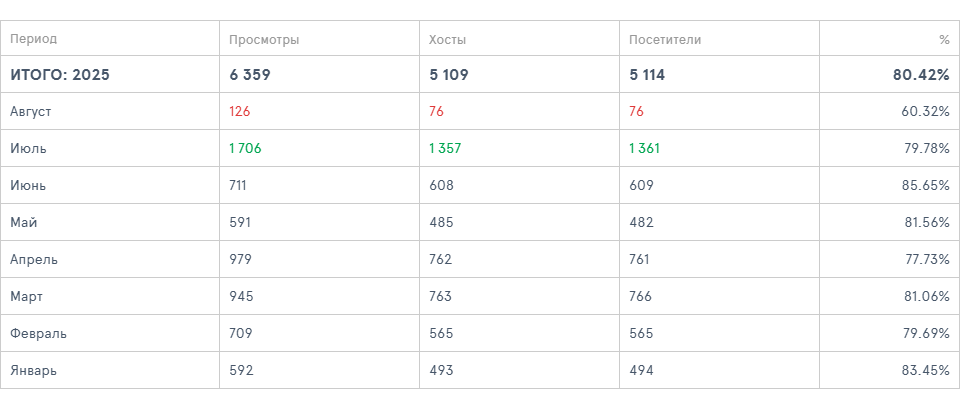 Период Просмотры Хосты Посетители %
ИТОГО: 2025 6 359 5 109 5 114 80.42%
Август 126 76 76 60.32%
Июль 1 706 1 357 1 361 79.78%
Июнь 711 608 609 85.65%
Май 591 485 482 81.56%
Апрель 979 762 761 77.73%
Март 945 763 766 81.06%
Февраль 709 565 565 79.69%
Январь 592 493 494 83.45%